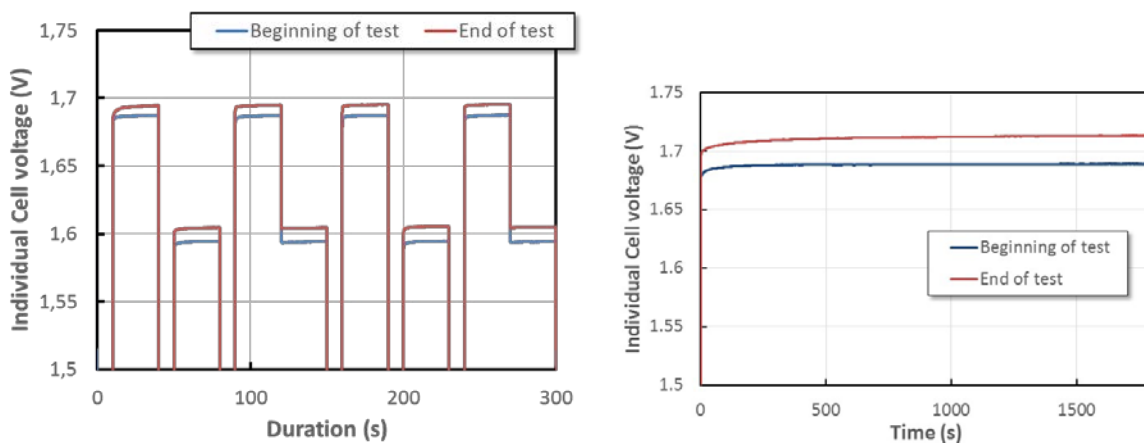 Individual Cell voltage (V)
1,75
1,7
1,65
1,6
1,55
1,5
Beginning of test
End of test
0
100
200
300
Duration (s)
Individual Cell voltage (V)
1.75
1.7
1.65
1.6
1.55
1.5
Beginning of test
End of test
0
500
1000
1500
Time (s)